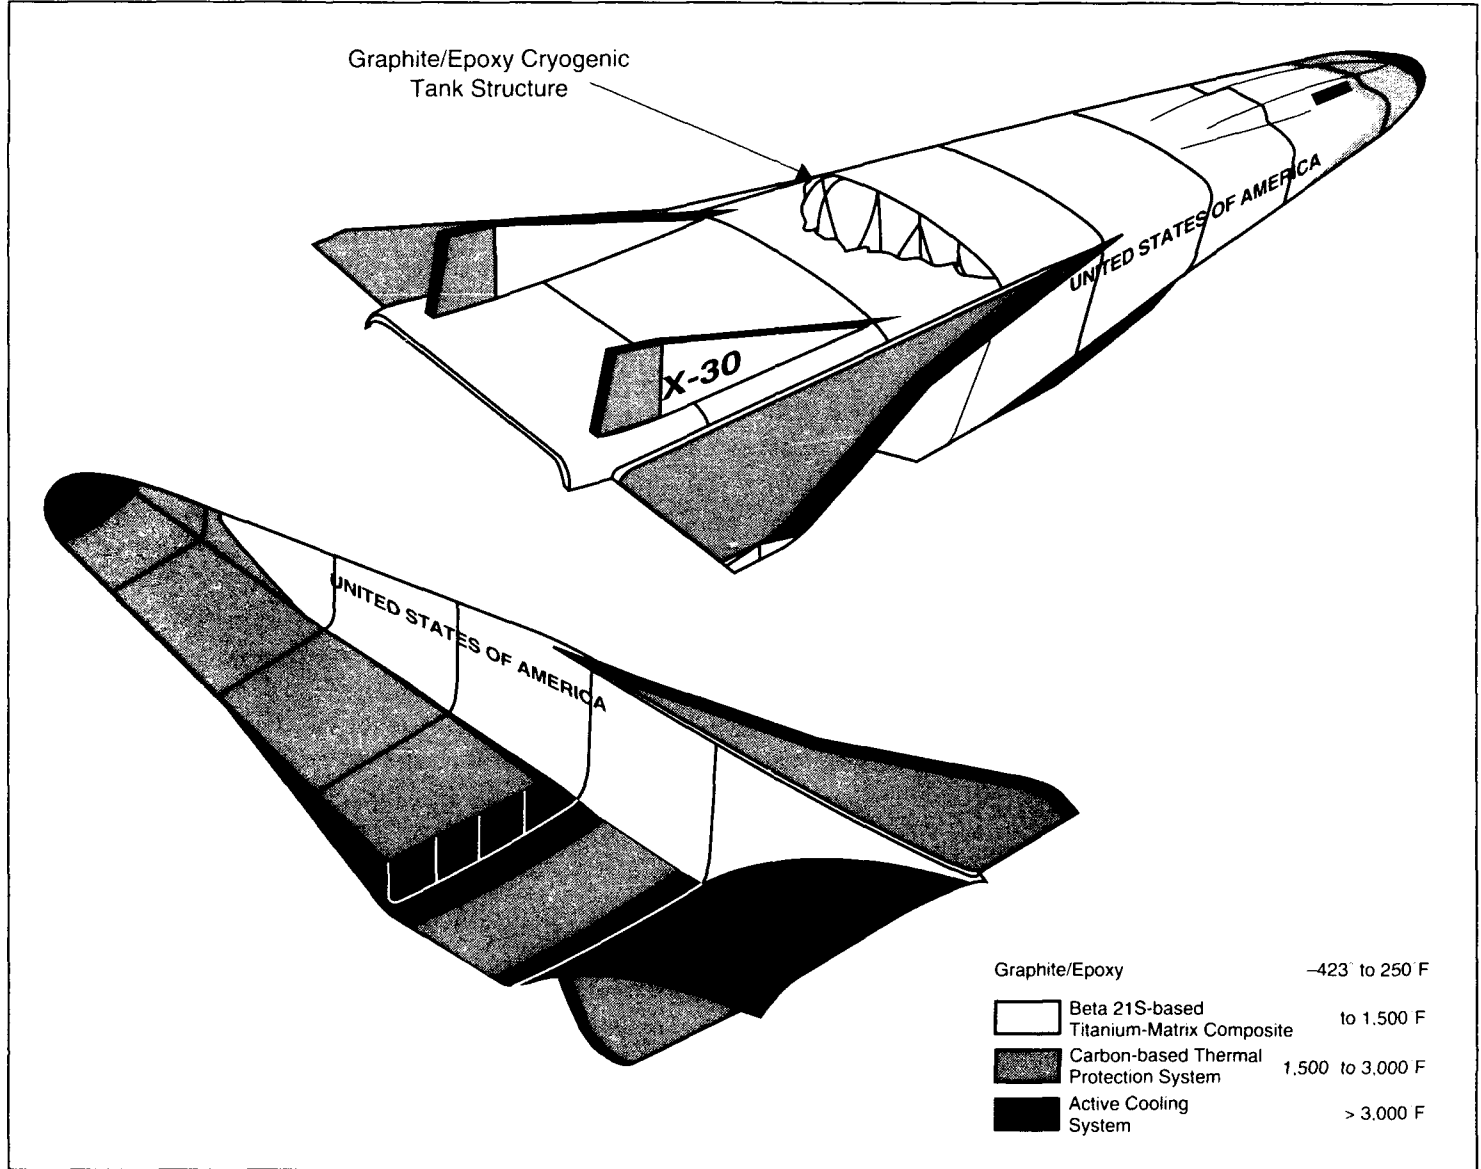 Graphite/Epoxy Cryogenic
Tank Structure
UNITED STATES OF AMERICA
X-30
UNITED STATES OF AMERICA
Graphite/Epoxy –423° to 250°F
Beta 21S-based
Titanium-Matrix Composite to 1,500°F
Carbon-based Thermal
Protection System 1,500 to 3,000°F
Active Cooling
System > 3,000°F